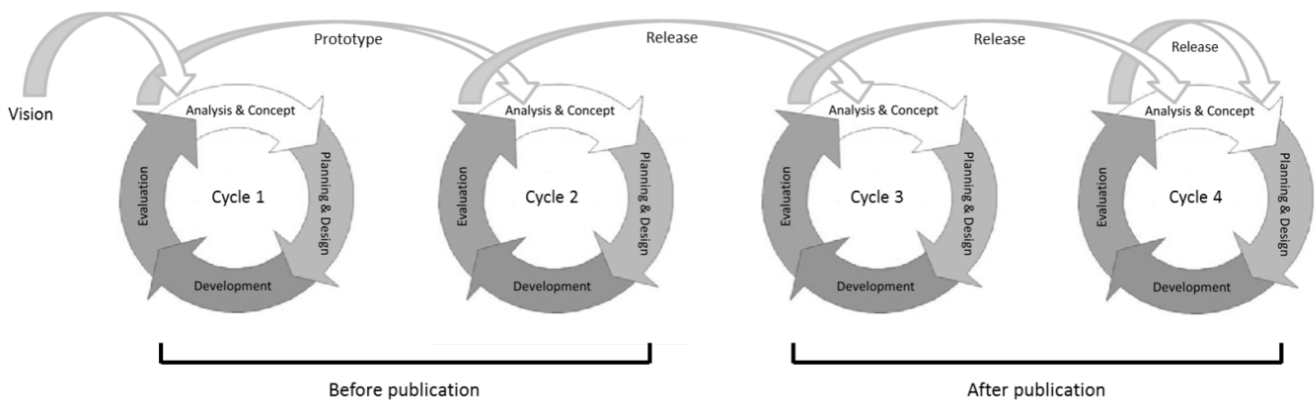 Vision
Prototype
Release
Release
Release
Analysis & Concept
Planning & Design
Development
Evaluation
Cycle 1
Analysis & Concept
Planning & Design
Development
Evaluation
Cycle 2
Analysis & Concept
Planning & Design
Development
Evaluation
Cycle 3
Analysis & Concept
Planning & Design
Development
Evaluation
Cycle 4
Before publication
After publication